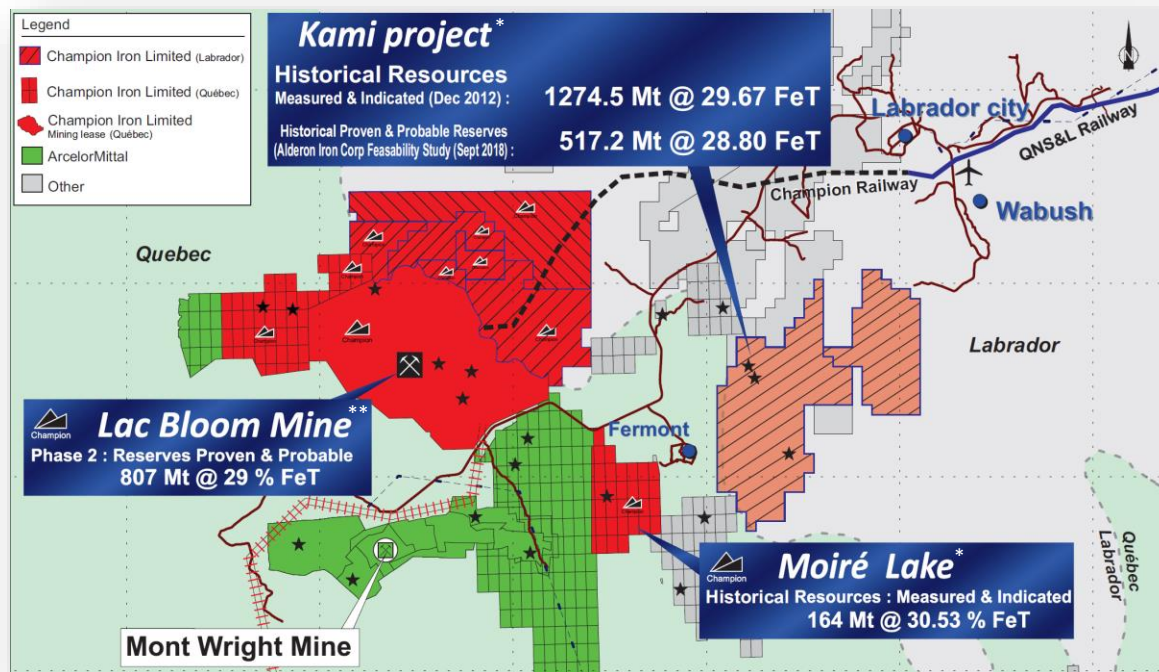 Legend
Champion Iron Limited (Labrador)
Champion Iron Limited (Québec)
Champion Iron Limited
Mining lease (Québec)
ArcelorMittal
Other
Kami project*
Historical Resources
Measured & Indicated (Dec 2012) : 1274.5 Mt @ 29.67 FeT
Historical Proven & Probable Reserves
(Alderon Iron Corp Feasability Study (Sept 2018) : 517.2 Mt @ 28.80 FeT
N
Labrador city
QNS&L Railway
Champion Railway
Wabush
Quebec
Labrador
Champion
Champion
Lac Bloom Mine**
Phase 2 : Reserves Proven & Probable
807 Mt @ 29 % FeT
Fermont
Champion
Moiré Lake*
Historical Resources : Measured & Indicated
164 Mt @ 30.53 % FeT
Mont Wright Mine
Québec
Labrador